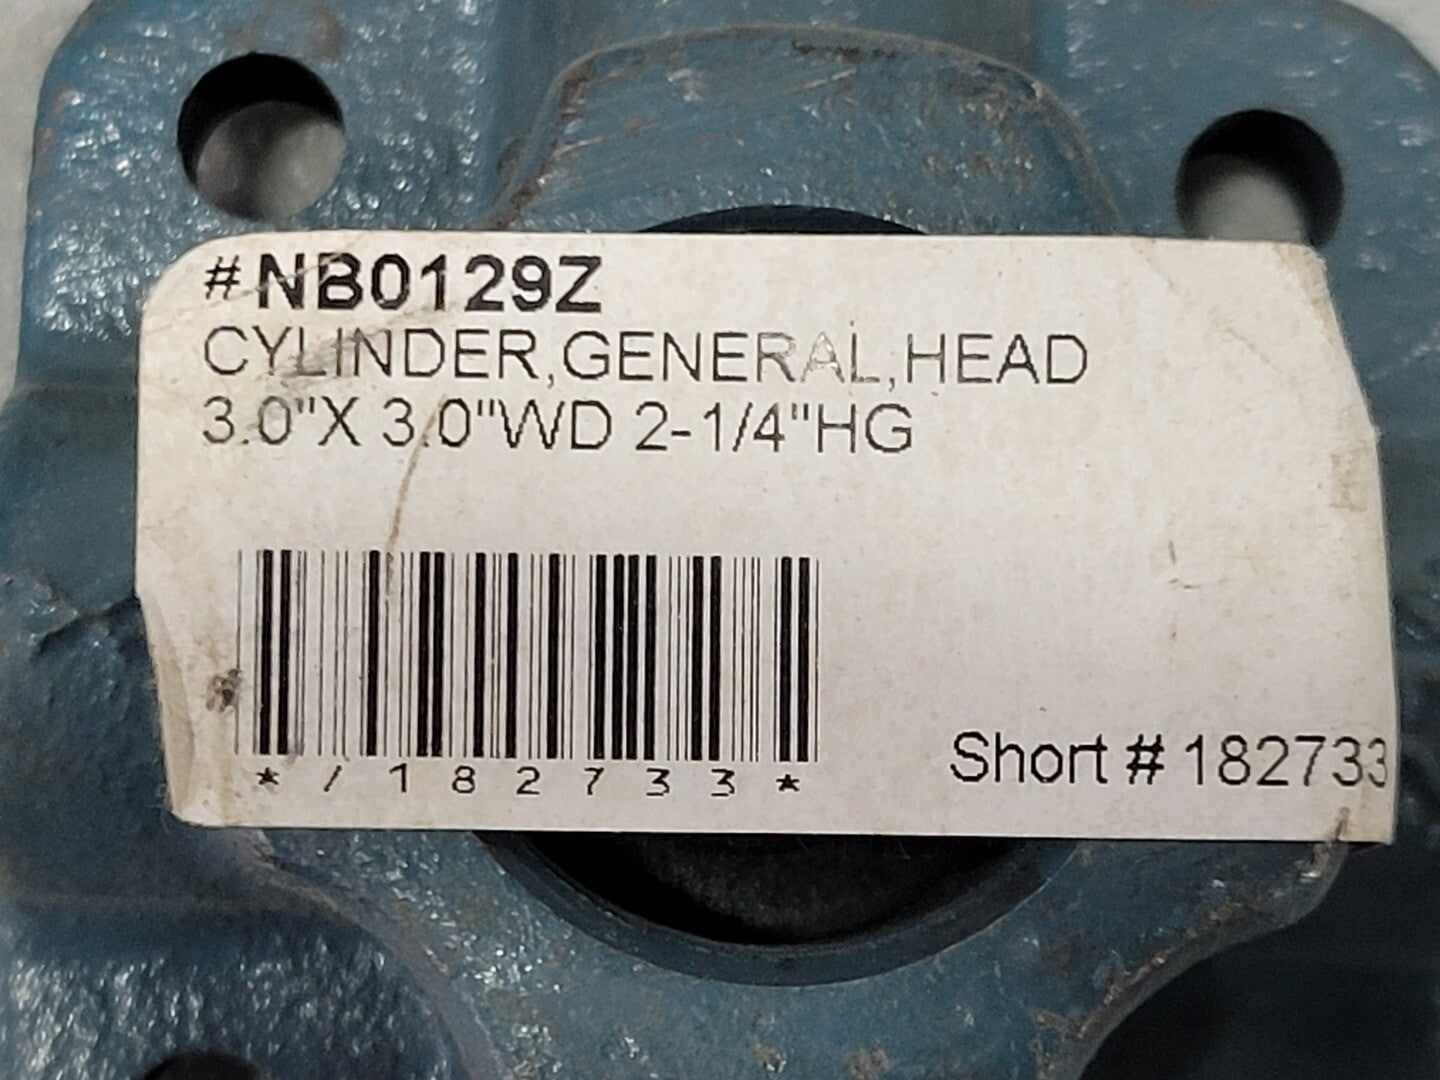 #NB0129Z
CYLINDER,GENERAL,HEAD
3.0"X 3.0"WD 2-1/4"HG
*/182733*
Short # 182733